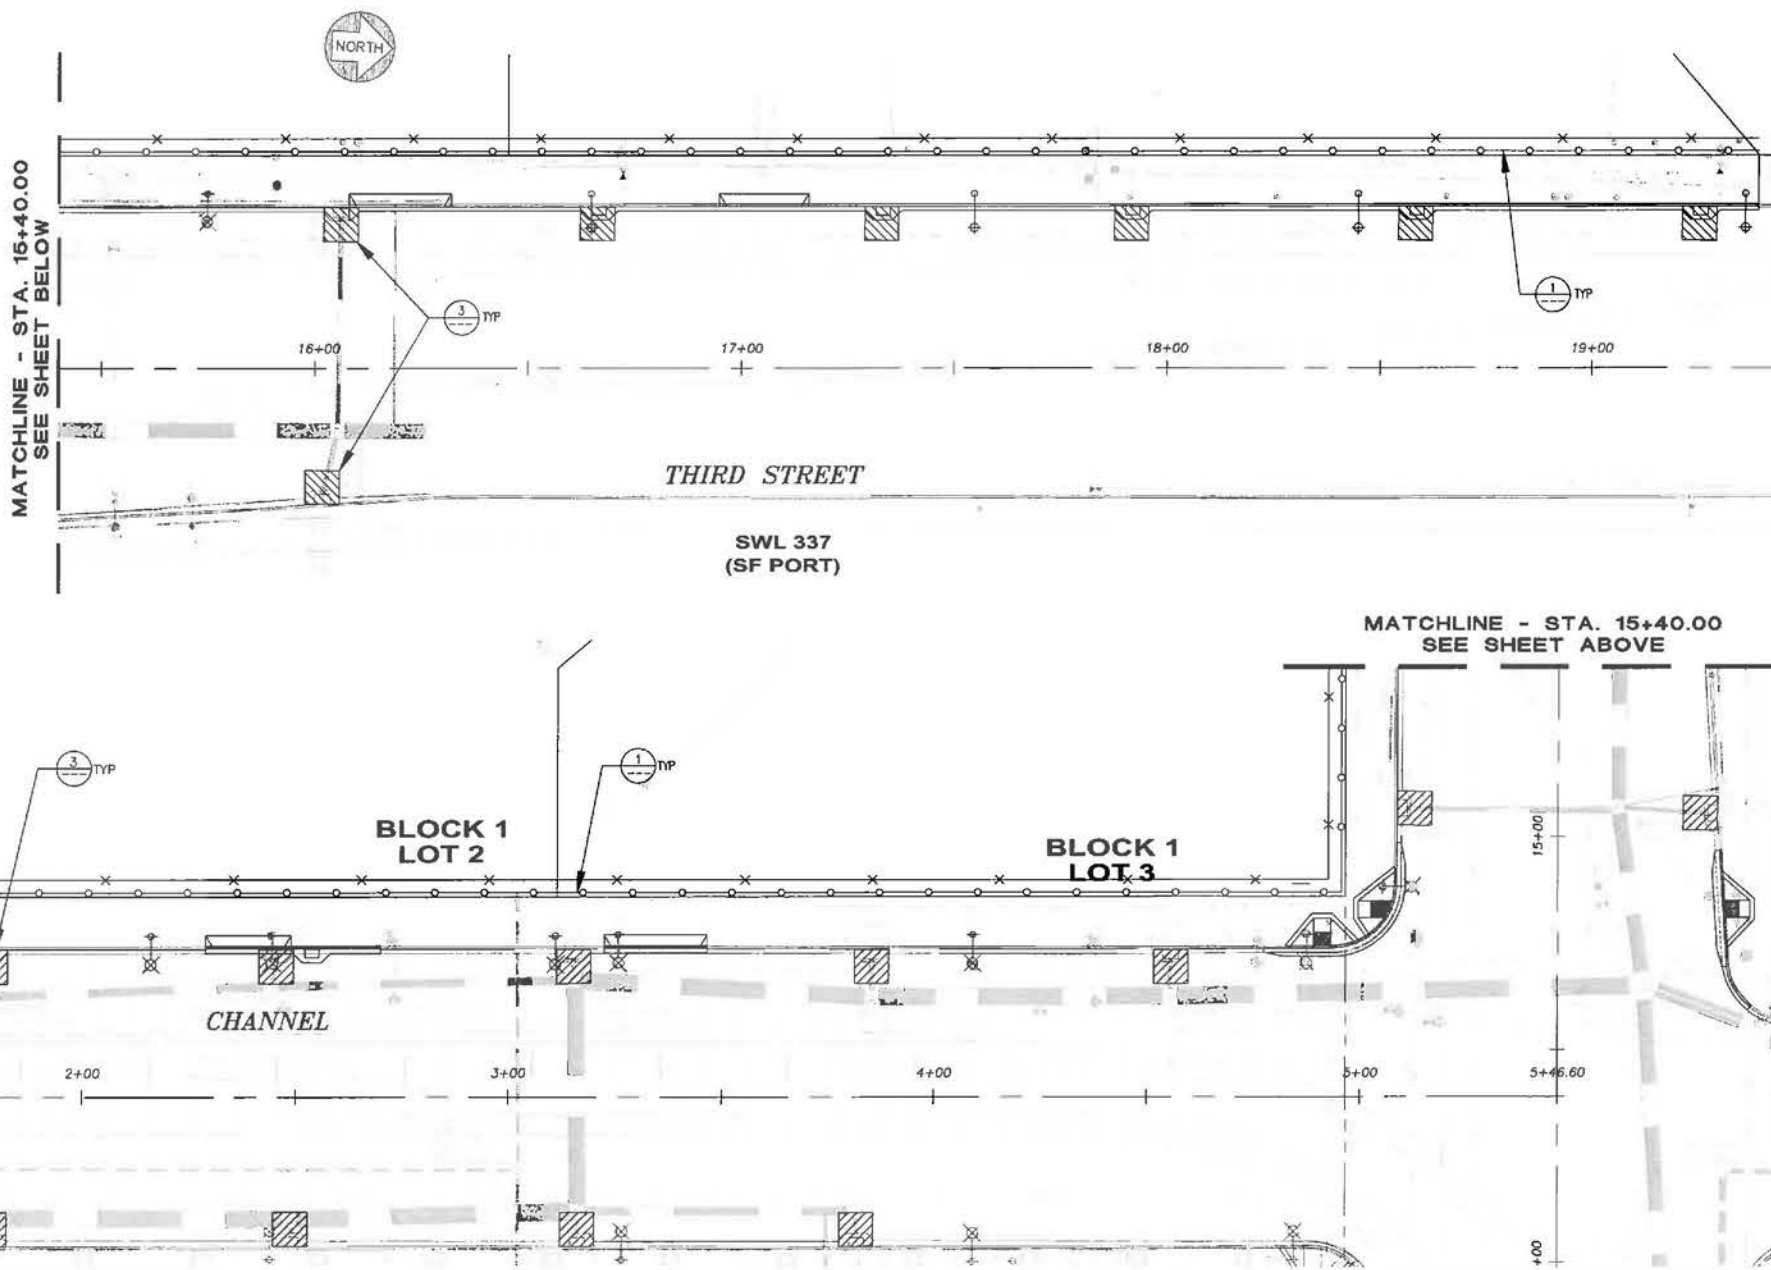 NORTH
MATCHLINE - STA. 15+40.00
SEE SHEET BELOW
3 TYP
1 TYP
16+00
17+00
18+00
19+00
THIRD STREET
SWL 337
(SF PORT)
MATCHLINE - STA. 15+40.00
SEE SHEET ABOVE
3 TYP
1 TYP
BLOCK 1
LOT 2
BLOCK 1
LOT 3
15+00
CHANNEL
2+00
3+00
4+00
5+00
5+46.60
+00